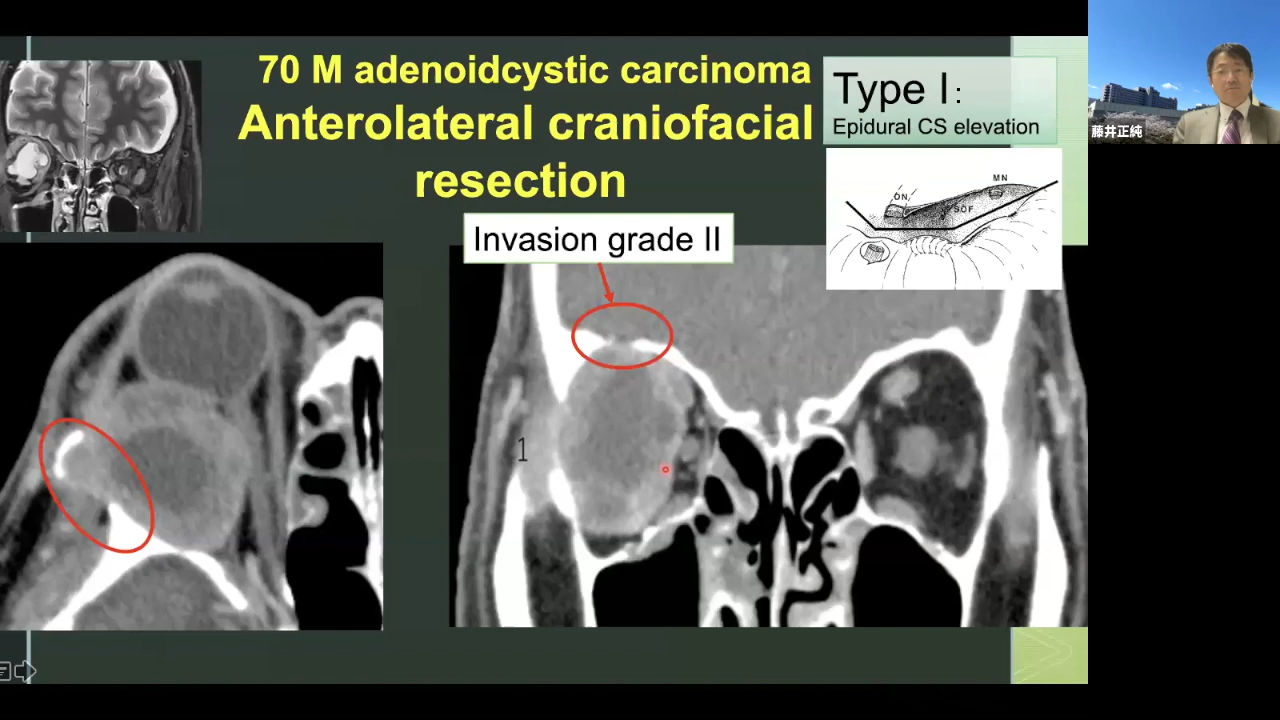 70 M adenoidcystic carcinoma
Anterolateral craniofacial
resection
Type I:
Epidural CS elevation
藤井正純
MN
ON
SOF
Invasion grade II
1